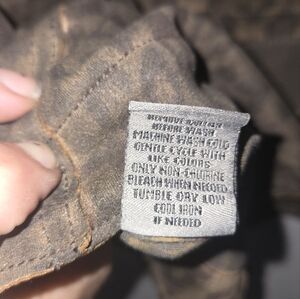 REMOVE
BEFORE WASH
MACHINE WASH COLD
GENTLE CYCLE WITH
LIKE COLORS
ONLY NON-CHLORINE
BLEACH WHEN NEEDED
TUMBLE DRY LOW
COOL IRON
IF NEEDED